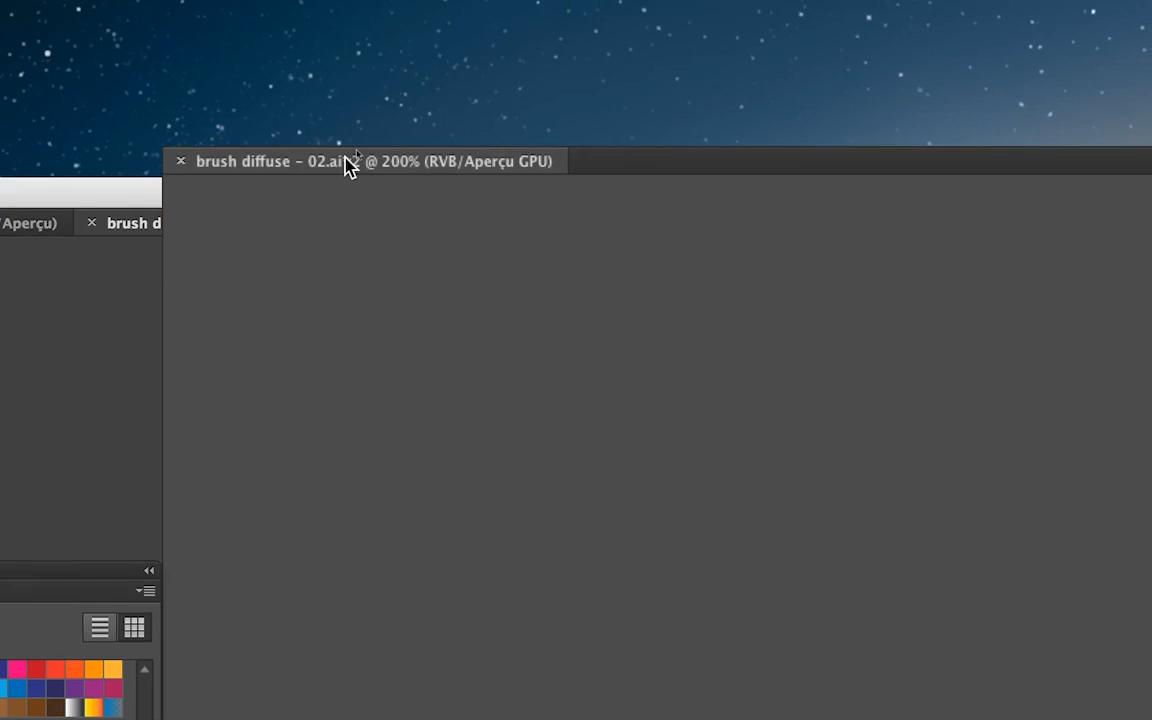 brush diffuse – 02.ai @ 200% (RVB/Aperçu GPU)
/Aperçu)
brush d